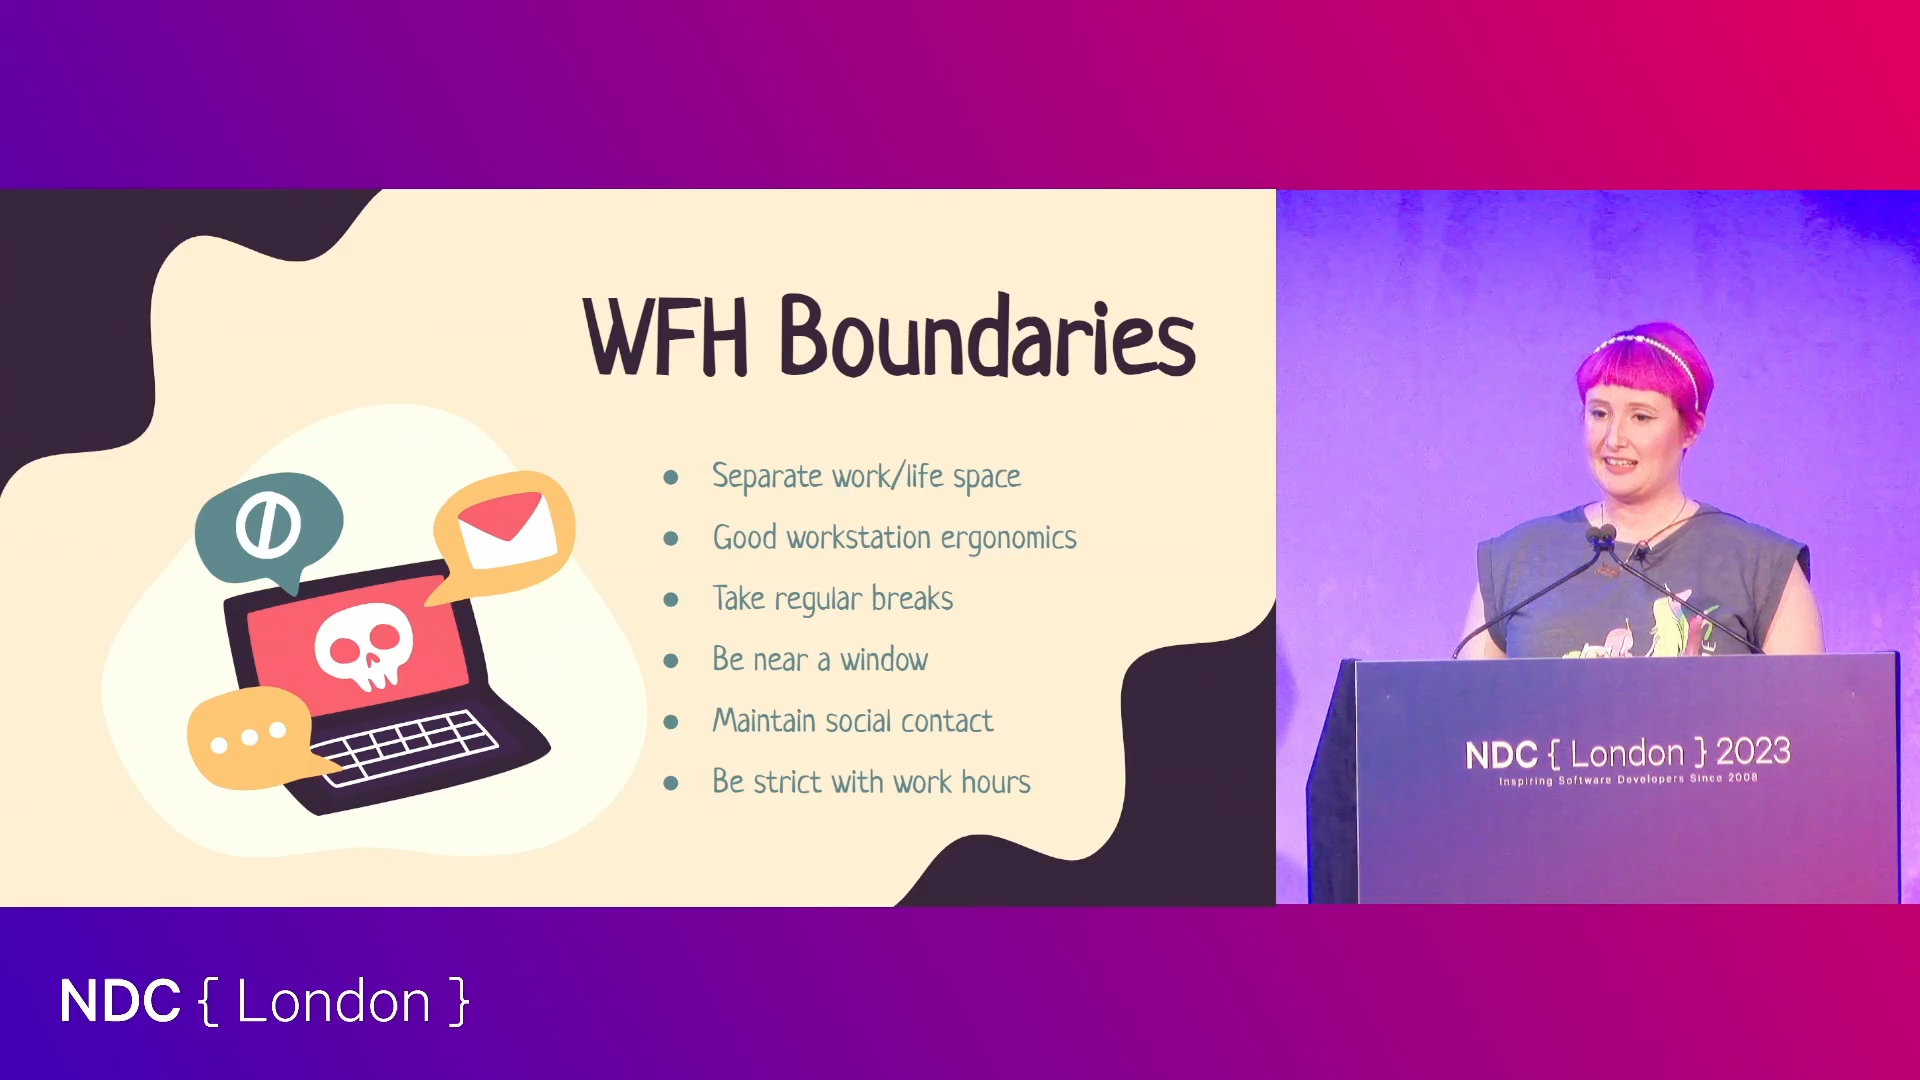 WFH Boundaries
● Separate work/life space
● Good workstation ergonomics
● Take regular breaks
● Be near a window
● Maintain social contact
● Be strict with work hours
NDC { London } 2023
Inspiring Software Developers Since 2008
NDC { London }